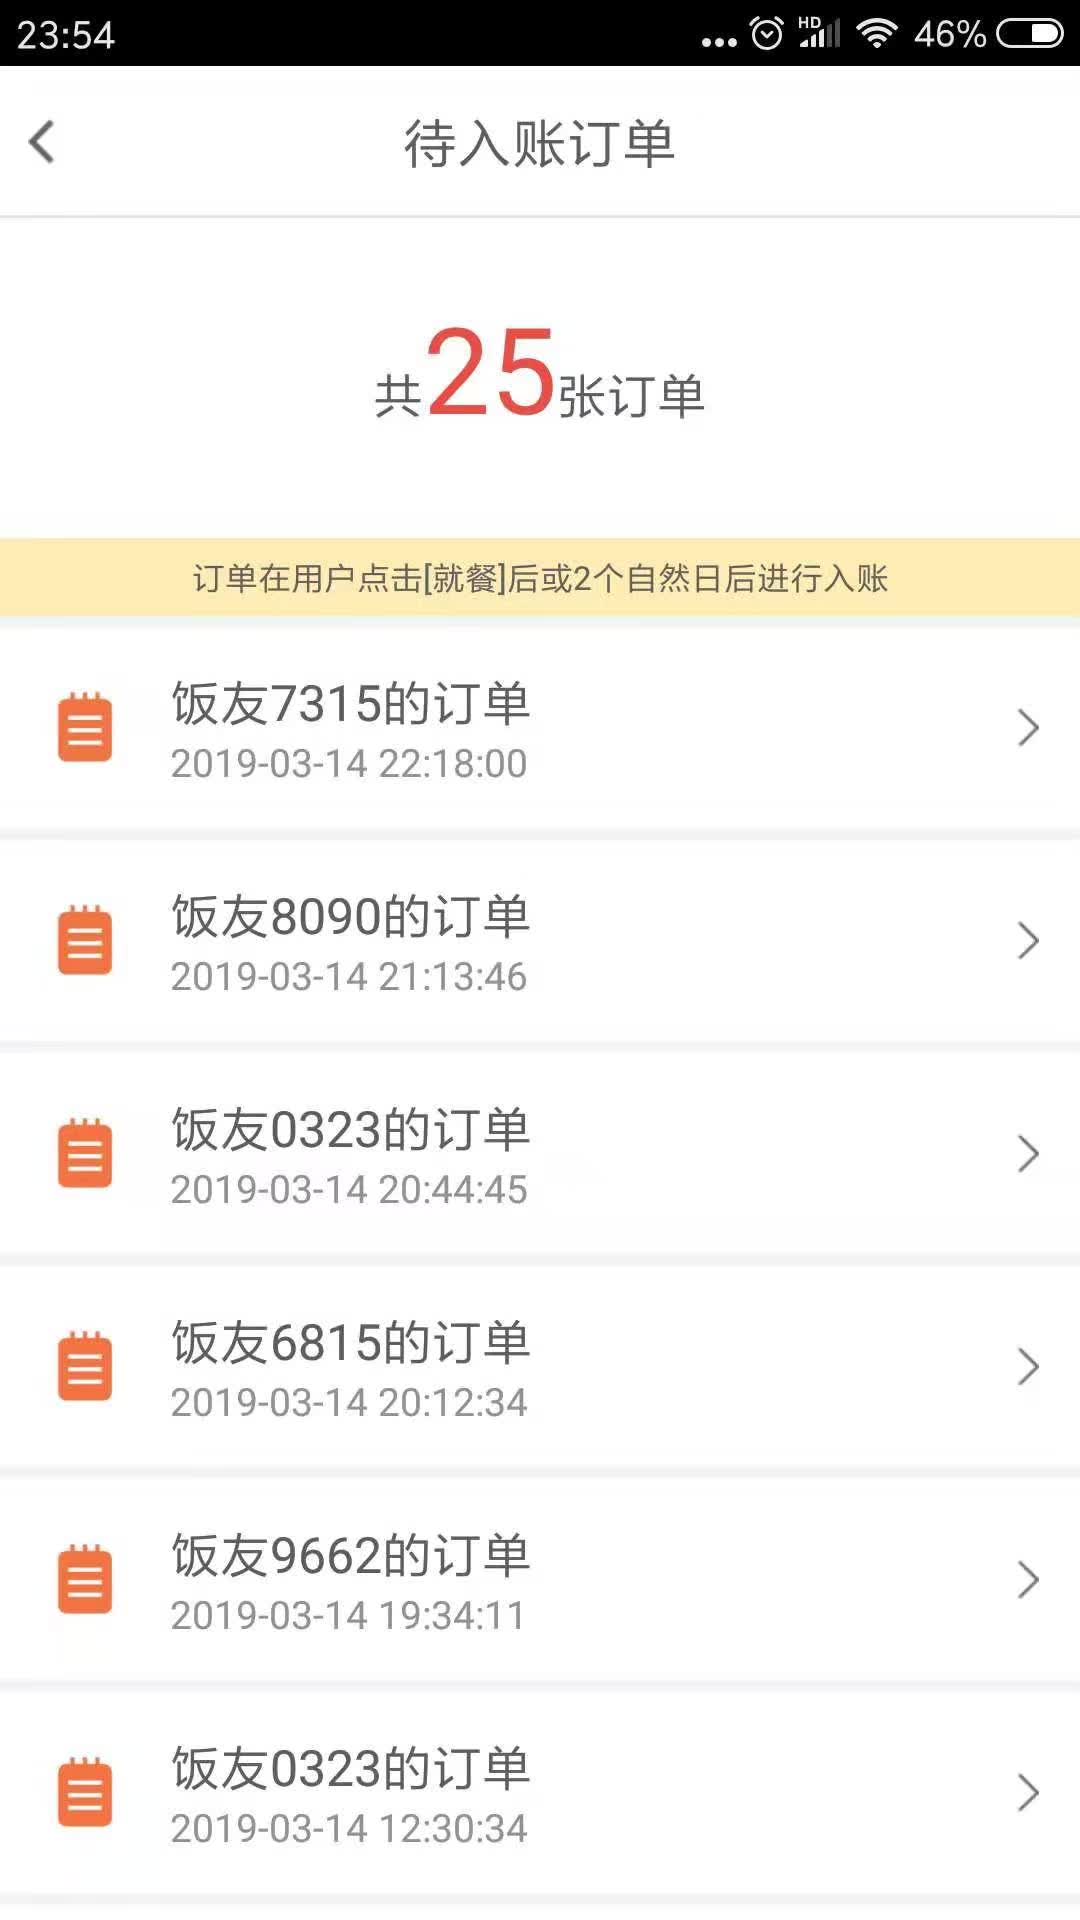 23:54
HD
46%
待入账订单
共25张订单
订单在用户点击[就餐]后或2个自然日后进行入账
饭友7315的订单
2019-03-14 22:18:00
饭友8090的订单
2019-03-14 21:13:46
饭友0323的订单
2019-03-14 20:44:45
饭友6815的订单
2019-03-14 20:12:34
饭友9662的订单
2019-03-14 19:34:11
饭友0323的订单
2019-03-14 12:30:34